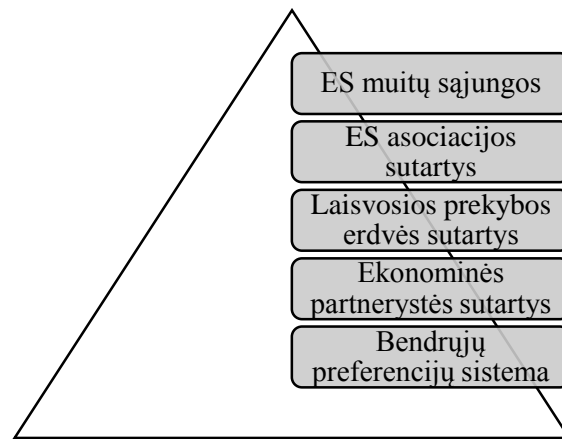 ES muitų sąjungos
ES asociacijos
sutartys
Laisvosios prekybos
erdvės sutartys
Ekonominės
partnerystės sutartys
Bendrųjų
preferencijų sistema